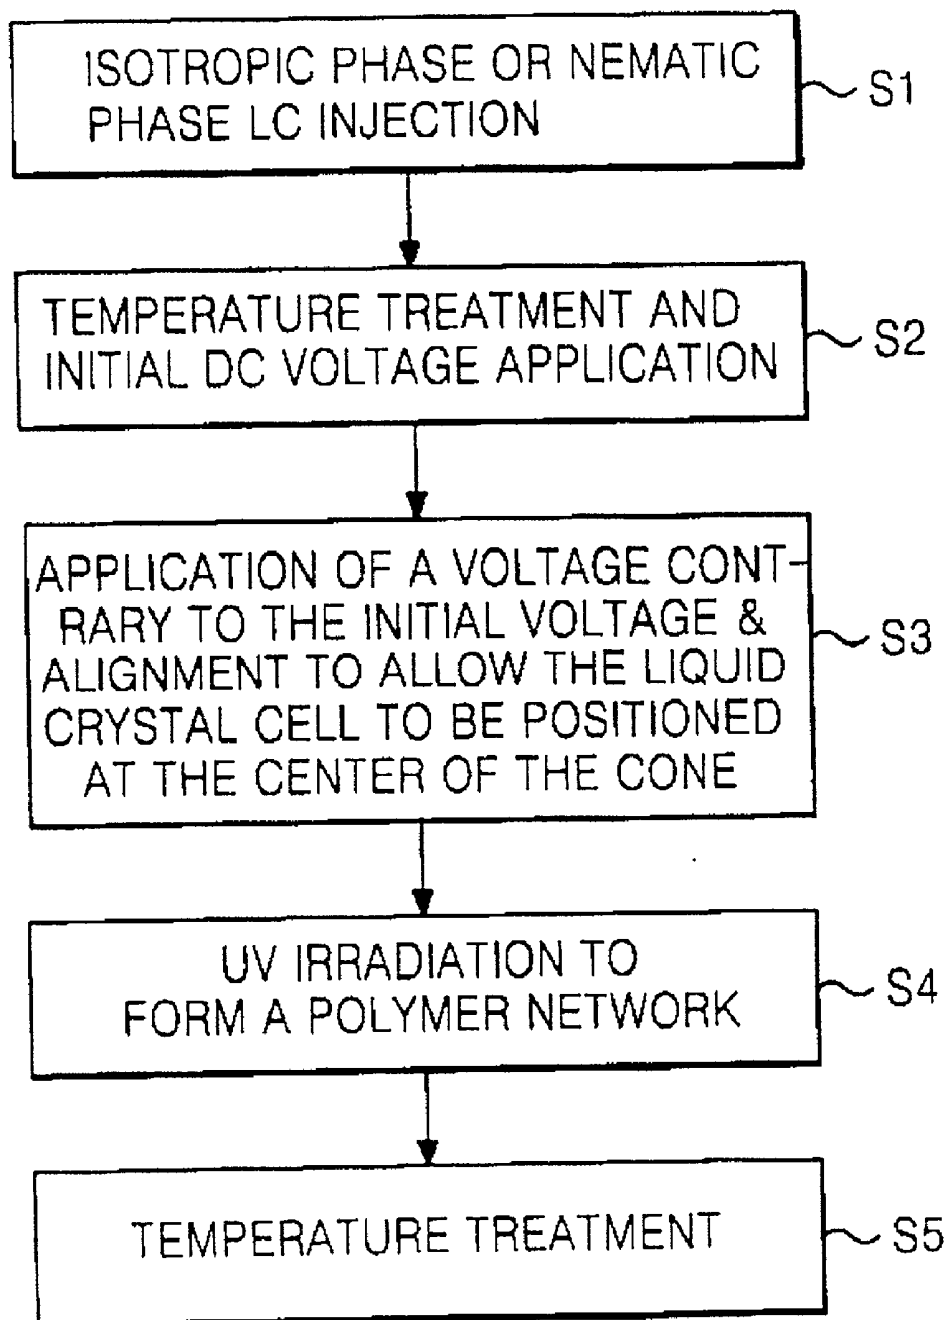 ISOTROPIC PHASE OR NEMATIC
PHASE LC INJECTION
S1
TEMPERATURE TREATMENT AND
INITIAL DC VOLTAGE APPLICATION
S2
APPLICATION OF A VOLTAGE CONT-
RARY TO THE INITIAL VOLTAGE &
ALIGNMENT TO ALLOW THE LIQUID
CRYSTAL CELL TO BE POSITIONED
AT THE CENTER OF THE CONE
S3
UV IRRADIATION TO
FORM A POLYMER NETWORK
S4
TEMPERATURE TREATMENT
S5